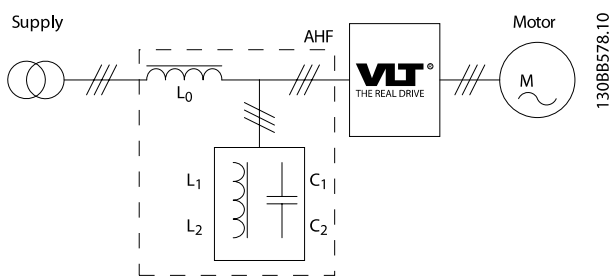 Supply
AHF
Motor
130BB578.10
L₀
VLT®
THE REAL DRIVE
M
L₁
C₁
L₂
C₂